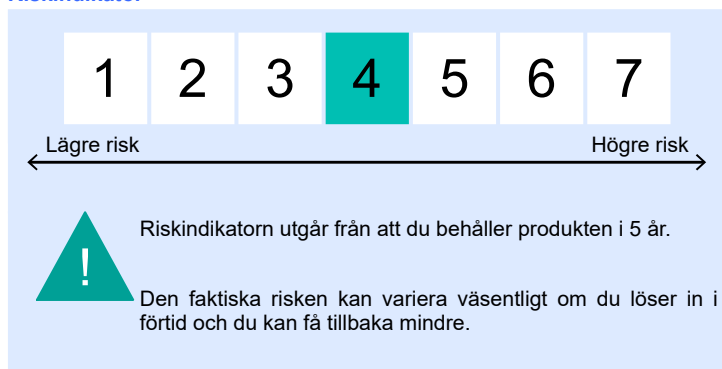 Riskindikator
1 2 3 4 5 6 7
Lägre risk Högre risk
!
Riskindikatorn utgår från att du behåller produkten i 5 år.
Den faktiska risken kan variera väsentligt om du löser in i
förtid och du kan få tillbaka mindre.